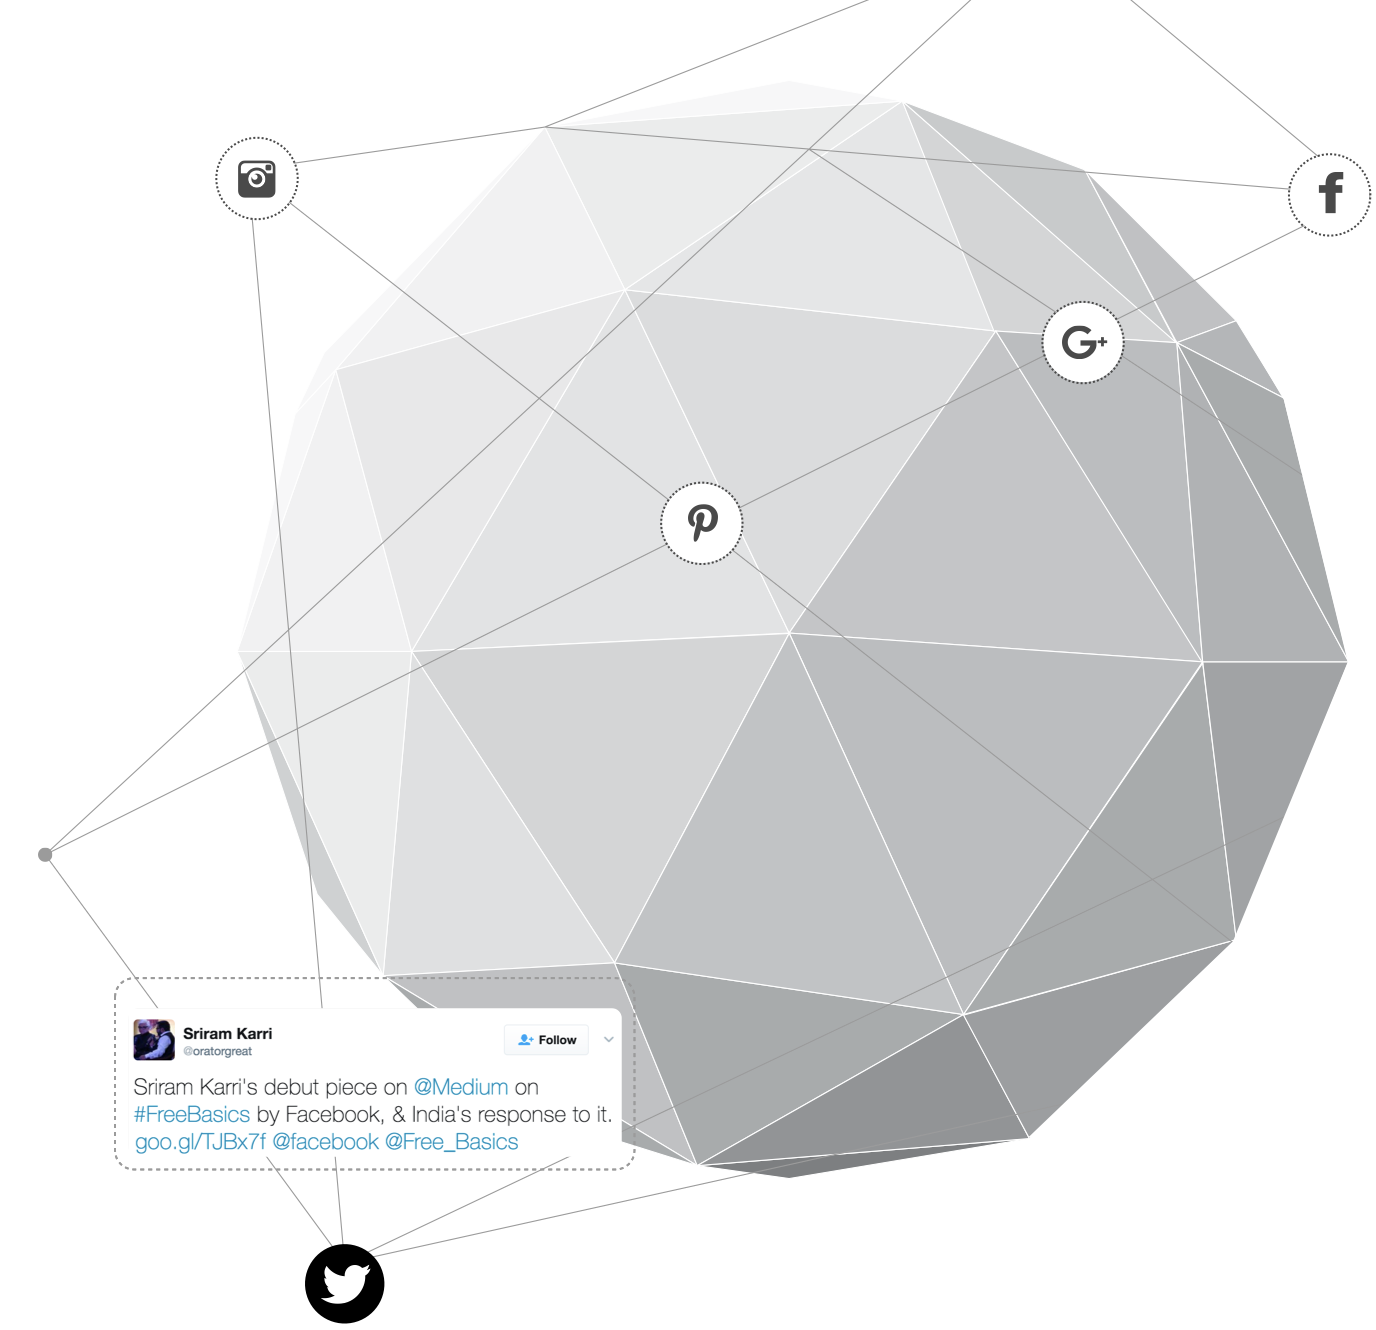 f
G+
Sriram Karri
@oratorgreat
Follow
Sriram Karri's debut piece on @Medium on
#FreeBasics by Facebook, & India's response to it.
goo.gl/TJBx7f @facebook @Free_Basics